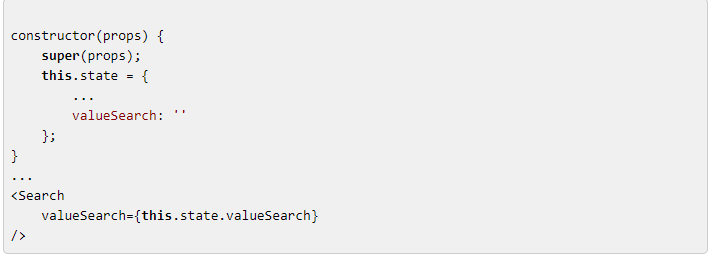 constructor(props) {
    super(props);
    this.state = {
        ...
        valueSearch: ''
    };
}
...
<Search
    valueSearch={this.state.valueSearch}
/>